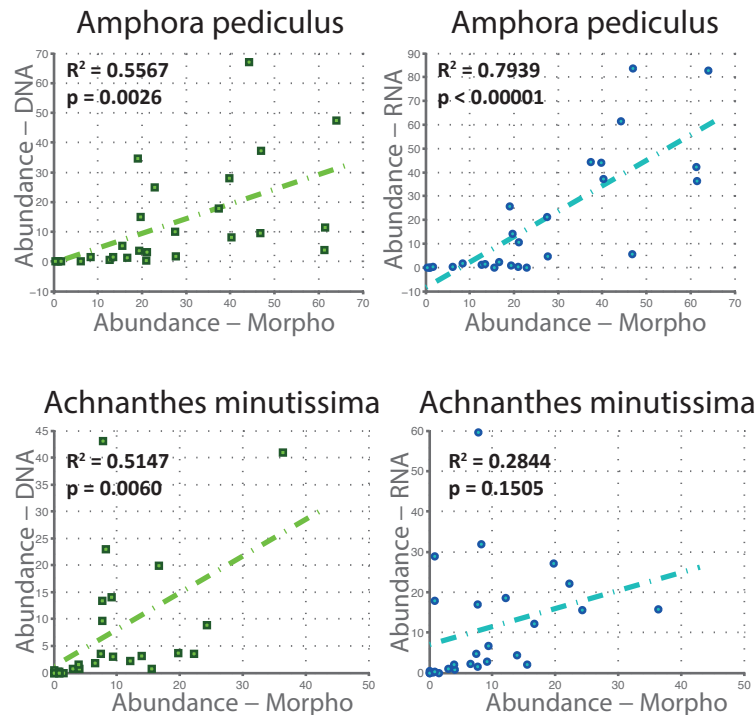 Amphora pediculus
Abundance – DNA
70
60
50
40
30
20
10
0
−10
R² = 0.5567
p = 0.0026
0 10 20 30 40 50 60 70
Abundance – Morpho
Amphora pediculus
Abundance – RNA
90
80
70
60
50
40
30
20
10
0
−10
R² = 0.7939
p < 0.00001
0 10 20 30 40 50 60 70
Abundance – Morpho
Achnanthes minutissima
Abundance – DNA
45
40
35
30
25
20
15
10
5
0
R² = 0.5147
p = 0.0060
0 10 20 30 40 50
Abundance – Morpho
Achnanthes minutissima
Abundance – RNA
60
50
40
30
20
10
0
R² = 0.2844
p = 0.1505
0 10 20 30 40 50
Abundance – Morpho